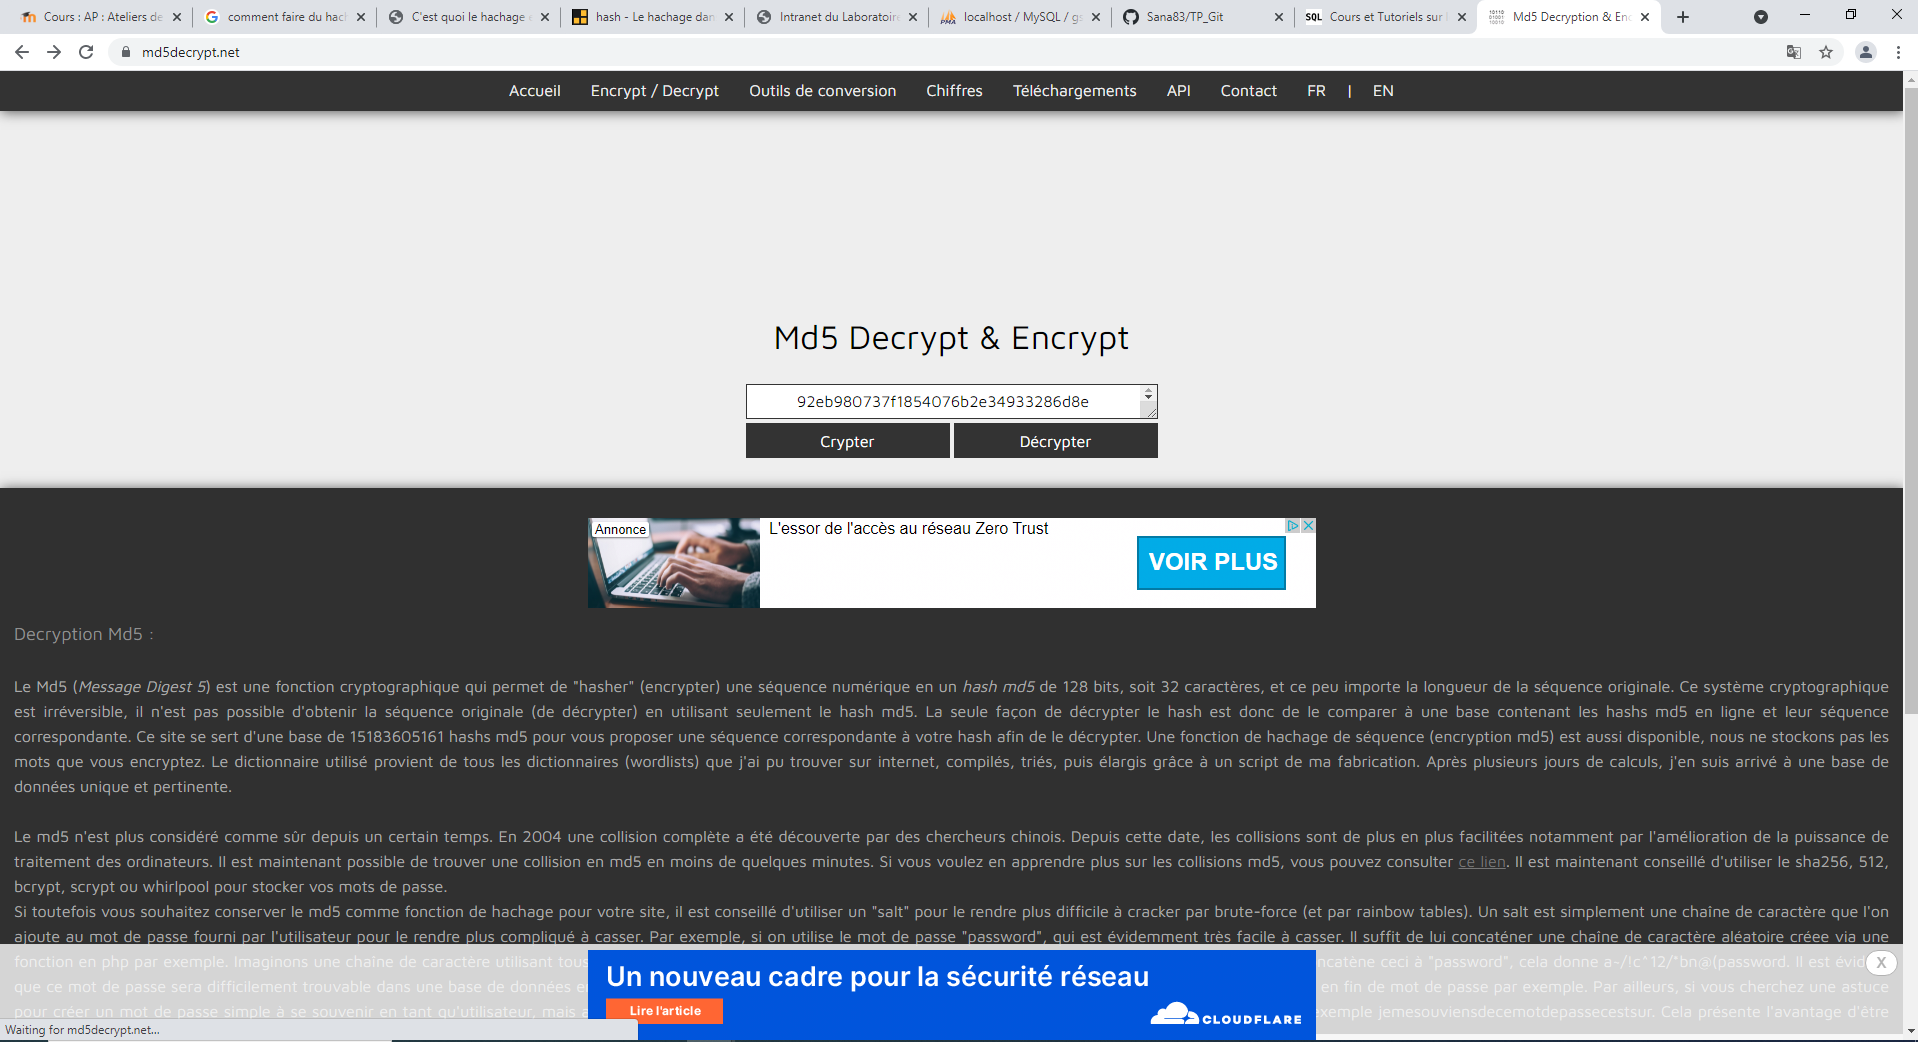 Cours : AP : Ateliers de
comment faire du hac
C'est quoi le hachage
hash - Le hachage dan
Intranet du Laboratoire
localhost / MySQL / gs
Sana83/TP_Git
SQL Cours et Tutoriels sur
Md5 Decryption & Enc
md5decrypt.net
Accueil Encrypt / Decrypt Outils de conversion Chiffres Téléchargements API Contact FR | EN
Md5 Decrypt & Encrypt
92eb980737f1854076b2e34933286d8e
Crypter Décrypter
Annonce
L'essor de l'accès au réseau Zero Trust
VOIR PLUS
Decryption Md5 :
Le Md5 (Message Digest 5) est une fonction cryptographique qui permet de "hasher" (encrypter) une séquence numérique en un hash md5 de 128 bits, soit 32 caractères, et ce peu importe la longueur de la séquence originale. Ce système cryptographique
est irréversible, il n'est pas possible d'obtenir la séquence originale (de décrypter) en utilisant seulement le hash md5. La seule façon de décrypter le hash est donc de le comparer à une base contenant les hashs md5 en ligne et leur séquence
correspondante. Ce site se sert d'une base de 15183605161 hashs md5 pour vous proposer une séquence correspondante à votre hash afin de le décrypter. Une fonction de hachage de séquence (encryption md5) est aussi disponible, nous ne stockons pas les
mots que vous encryptez. Le dictionnaire utilisé provient de tous les dictionnaires (wordlists) que j'ai pu trouver sur internet, compilés, triés, puis élargis grâce à un script de ma fabrication. Après plusieurs jours de calculs, j'en suis arrivé à une base de
données unique et pertinente.
Le md5 n'est plus considéré comme sûr depuis un certain temps. En 2004 une collision complète a été découverte par des chercheurs chinois. Depuis cette date, les collisions sont de plus en plus facilitées notamment par l'amélioration de la puissance de
traitement des ordinateurs. Il est maintenant possible de trouver une collision en md5 en moins de quelques minutes. Si vous voulez en apprendre plus sur les collisions md5, vous pouvez consulter ce lien. Il est maintenant conseillé d'utiliser le sha256, 512,
bcrypt, scrypt ou whirlpool pour stocker vos mots de passe.
Si toutefois vous souhaitez conserver le md5 comme fonction de hachage pour votre site, il est conseillé d'utiliser un "salt" pour le rendre plus difficile à cracker par brute-force (et par rainbow tables). Un salt est simplement une chaîne de caractère que l'on
ajoute au mot de passe fourni par l'utilisateur pour le rendre plus compliqué à casser. Par exemple, si on utilise le mot de passe "password", qui est évidemment très facile à casser. Il suffit de lui concaténer une chaîne de caractère aléatoire créee via une
fonction en php par exemple. Imaginons une chaîne de caractère utilisant tous ncatène ceci à "password", cela donne a~/!c^12/*bn@(password. Il est évid
que ce mot de passe sera difficilement trouvable dans une base de données en en fin de mot de passe par exemple. Par ailleurs, si vous cherchez une astuce
pour créer un mot de passe simple à se souvenir en tant qu'utilisateur, mais a exemple jemesouviensdecemotdepassecestsur. Cela présente l'avantage d'être
X
Un nouveau cadre pour la sécurité réseau
Lire l'article
CLOUDFLARE
Waiting for md5decrypt.net...